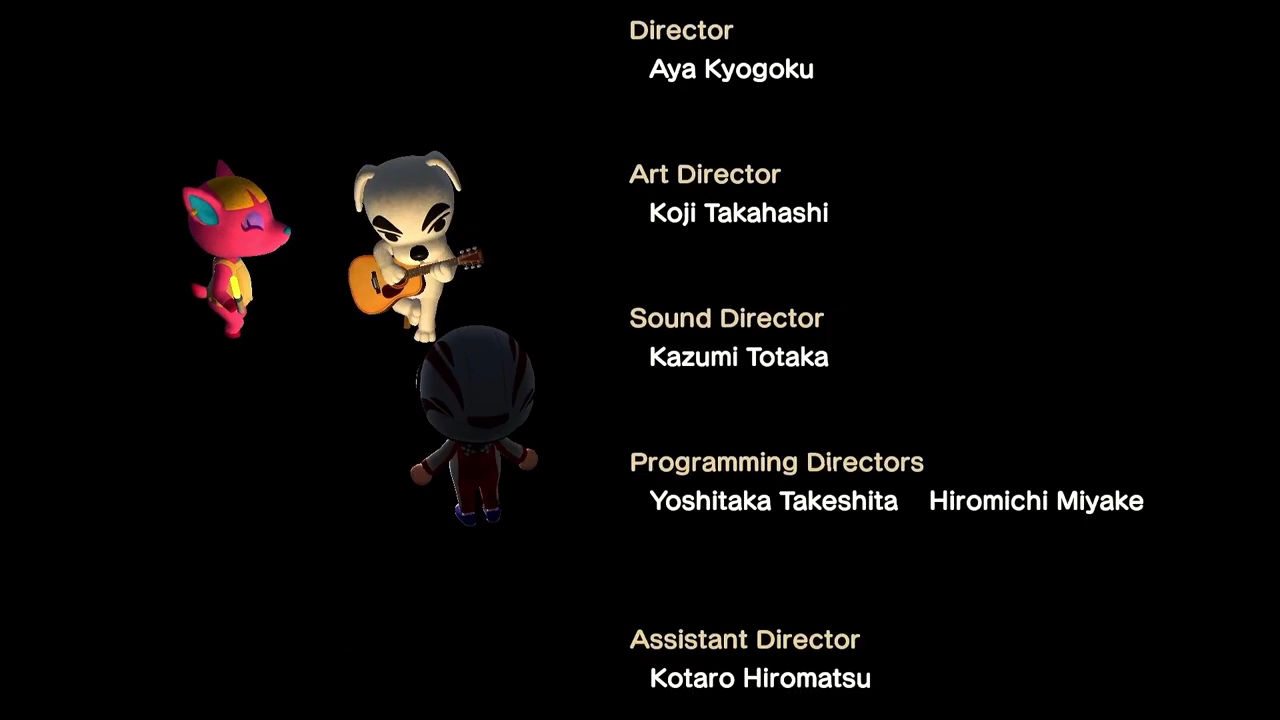 Director
Aya Kyogoku
Art Director
Koji Takahashi
Sound Director
Kazumi Totaka
Programming Directors
Yoshitaka Takeshita Hiromichi Miyake
Assistant Director
Kotaro Hiromatsu